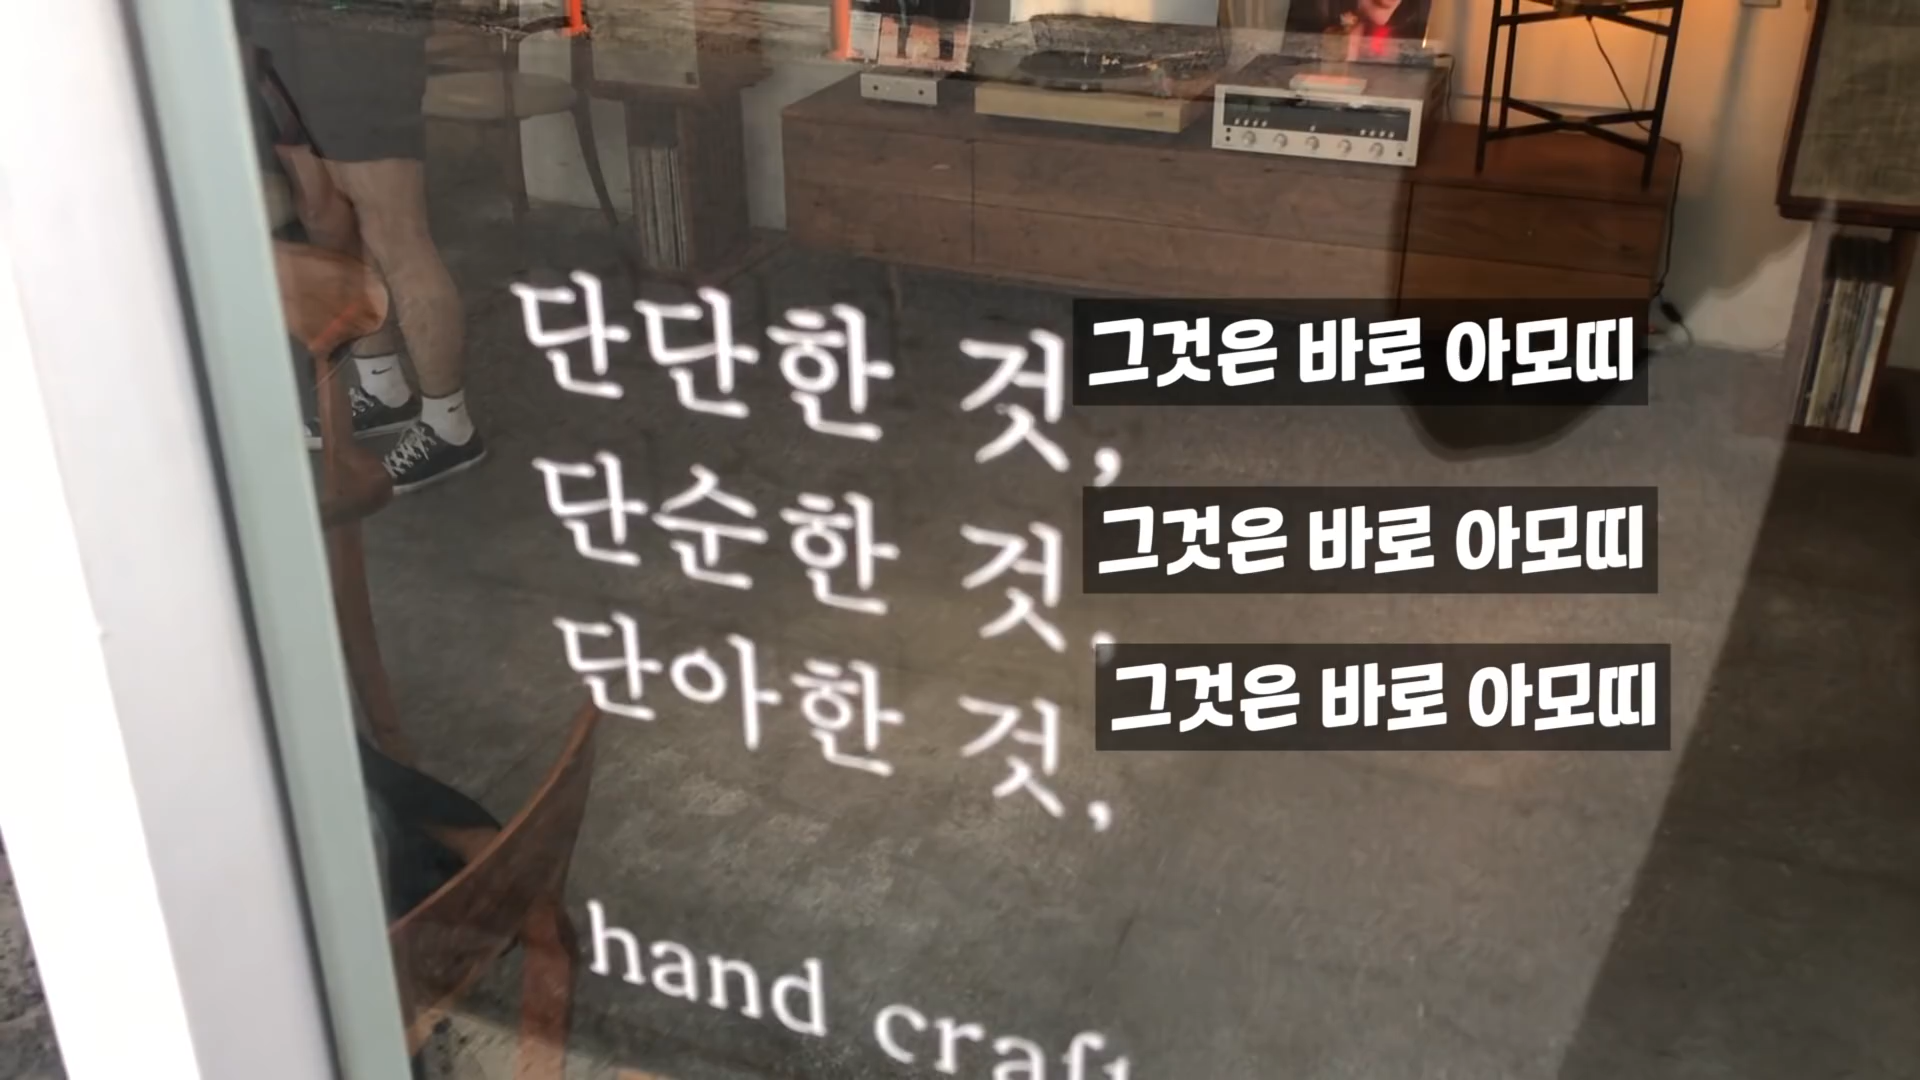 단단한 것, 그것은 바로 아모띠
단순한 것, 그것은 바로 아모띠
단아한 것, 그것은 바로 아모띠
hand craft